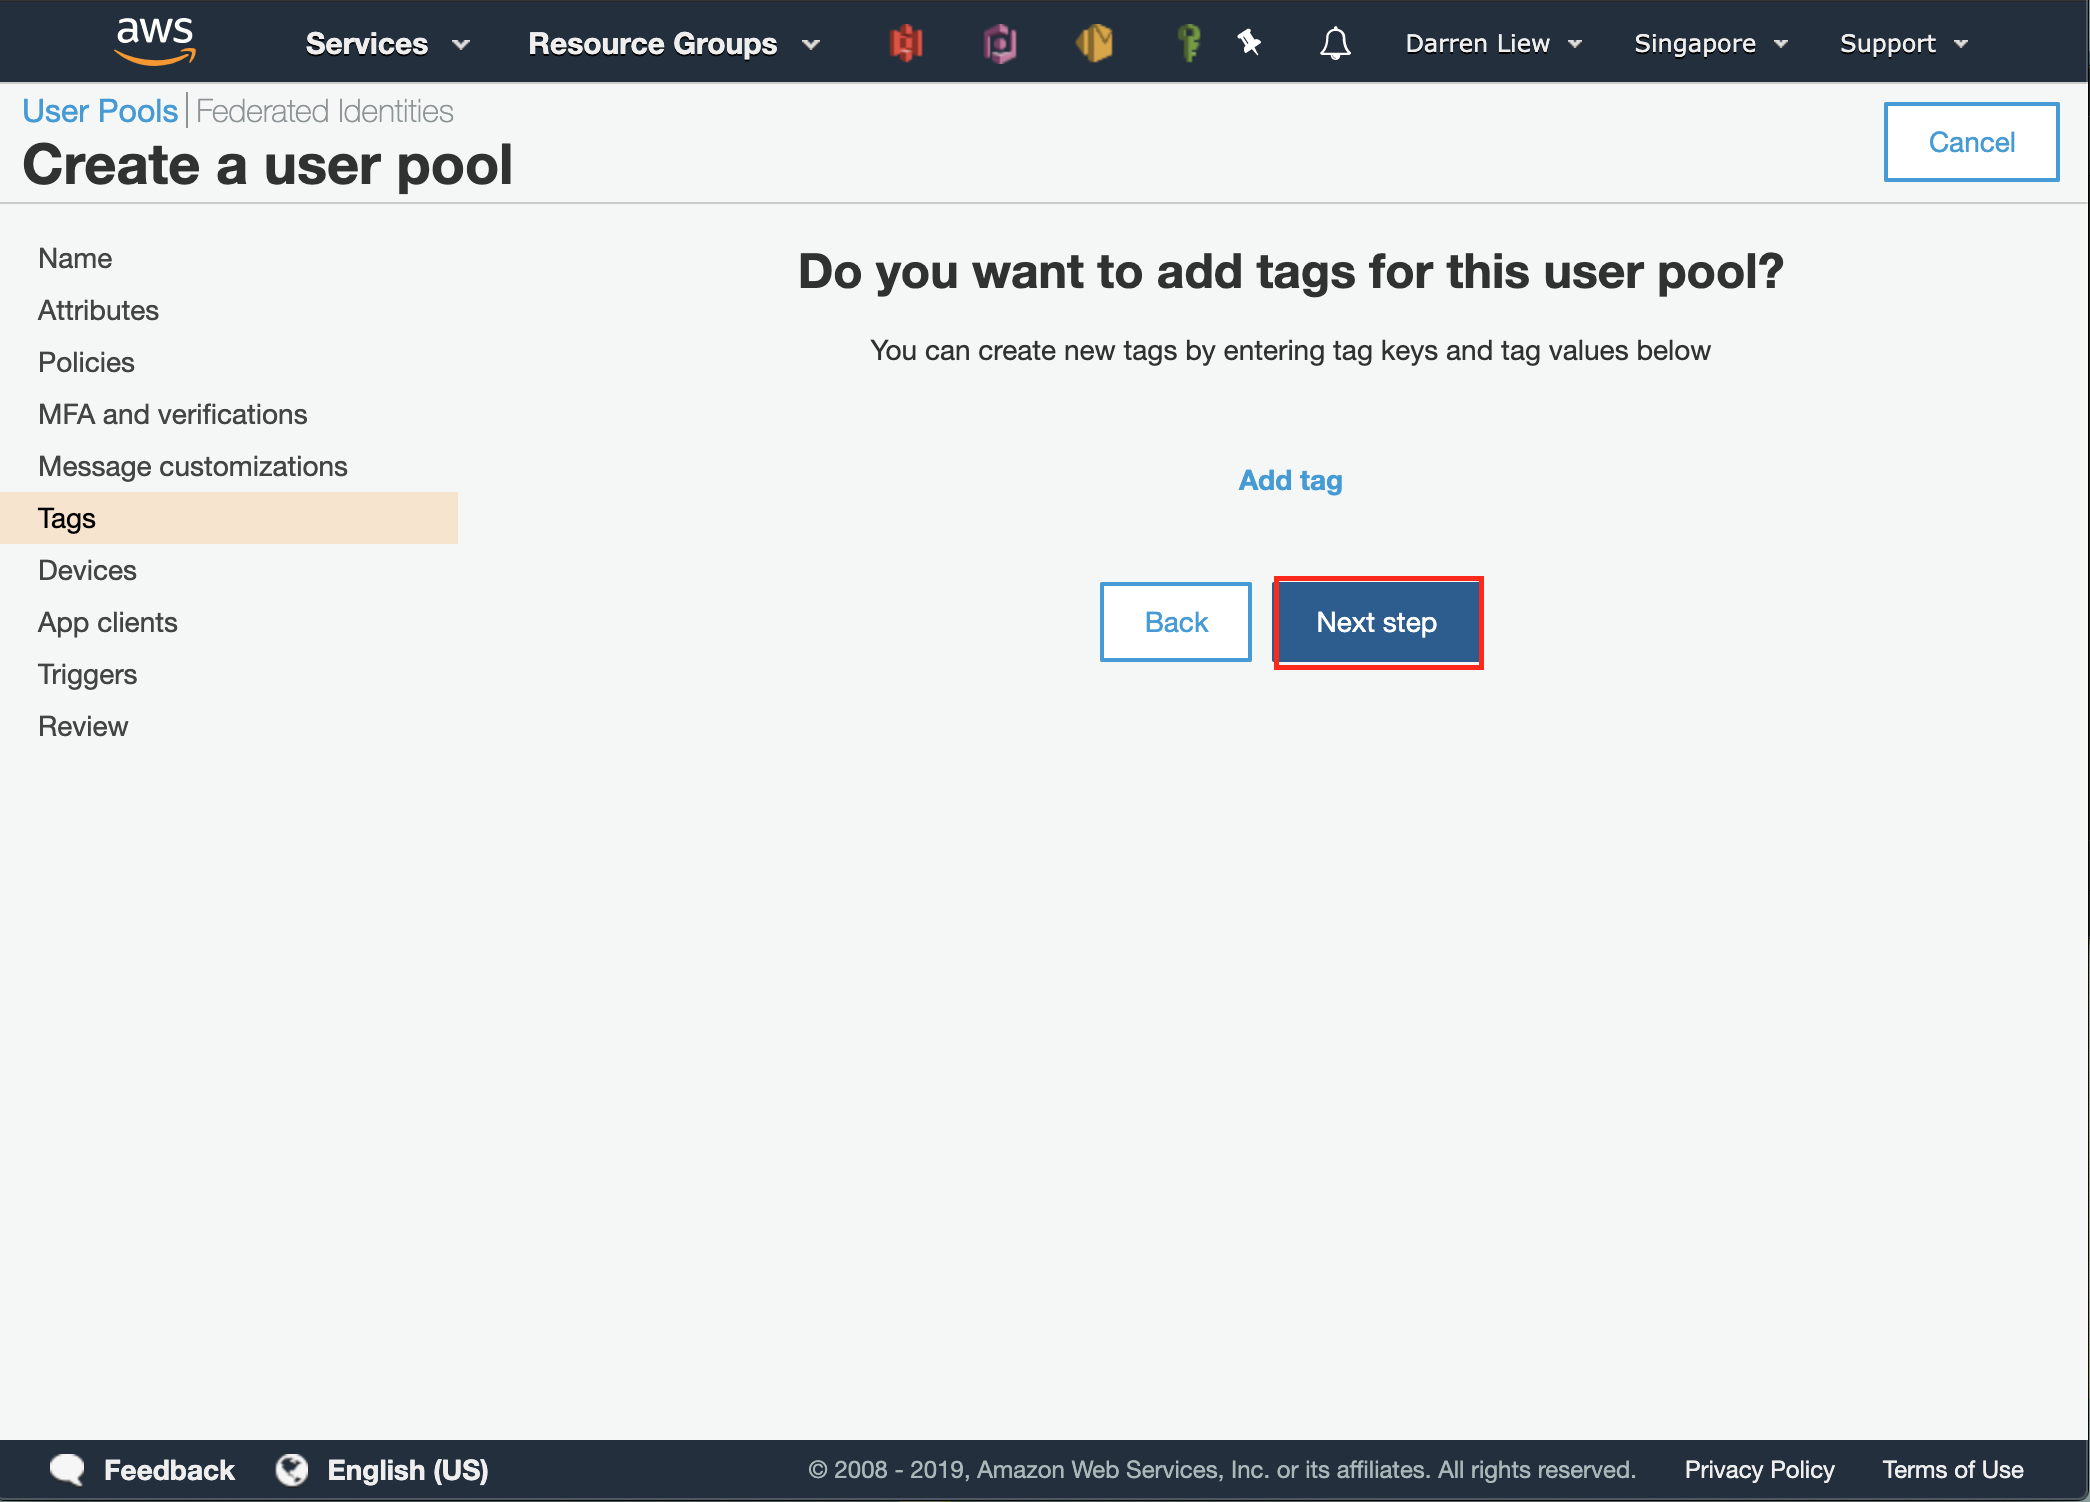 aws
Services
Resource Groups
Darren Liew
Singapore
Support
User Pools
Federated Identities
Create a user pool
Cancel
Name
Attributes
Policies
MFA and verifications
Message customizations
Tags
Devices
App clients
Triggers
Review
Do you want to add tags for this user pool?
You can create new tags by entering tag keys and tag values below
Add tag
Back
Next step
Feedback
English (US)
© 2008 - 2019, Amazon Web Services, Inc. or its affiliates. All rights reserved.
Privacy Policy
Terms of Use